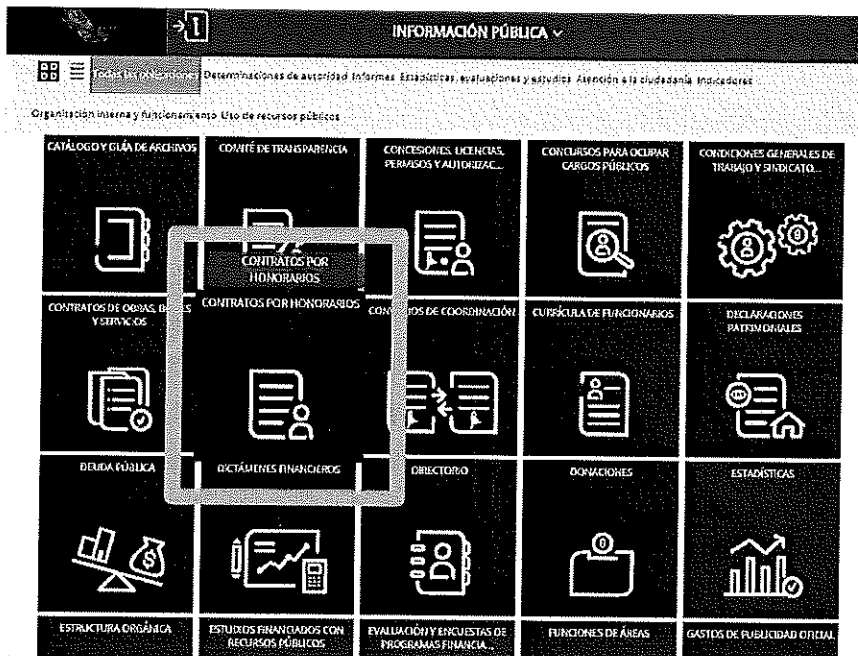 INFORMACIÓN PÚBLICA
Todas las obligaciones Determinaciones de autoridad Informes Estadísticas, evaluaciones y estudios Atención a la ciudadanía Indicadores
Organización interna y funcionamiento Uso de recursos públicos
CATÁLOGO Y GUÍA DE ARCHIVOS
COMITÉ DE TRANSPARENCIA
CONCESIONES, LICENCIAS,
PERMISOS Y AUTORIZAC...
CONCURSOS PARA OCUPAR
CARGOS PÚBLICOS
CONDICIONES GENERALES DE
TRABAJO Y SINDICATO...
CONTRATOS POR
HONORARIOS
CONTRATOS DE OBRAS,
Y SERVICIOS
CONTRATOS POR HONORARIOS
DE COORDINACIÓN
CURRÍCULA DE FUNCIONARIOS
DECLARACIONES
PATRIMONIALES
DEUDA PÚBLICA
DICTÁMENES FINANCIEROS
DIRECTORIO
DONACIONES
ESTADÍSTICAS
ESTRUCTURA ORGÁNICA
ESTUDIOS FINANCIADOS CON
RECURSOS PÚBLICOS
EVALUACIÓN Y ENCUESTAS DE
PROGRAMAS FINANCIA...
FUNCIONES DE ÁREAS
GASTOS DE PUBLICIDAD OFICIAL